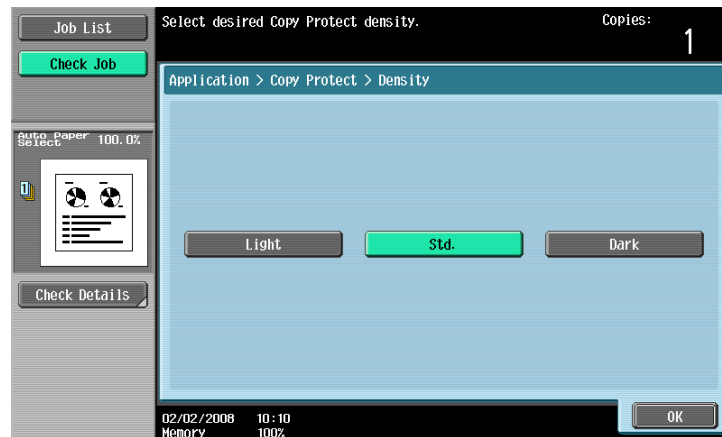 Job List
Select desired Copy Protect density.
Copies:
1
Check Job
Application > Copy Protect > Density
Auto Paper
Select
100.0%
1
Light
Std.
Dark
Check Details
02/02/2008 10:10
Memory 100%
OK